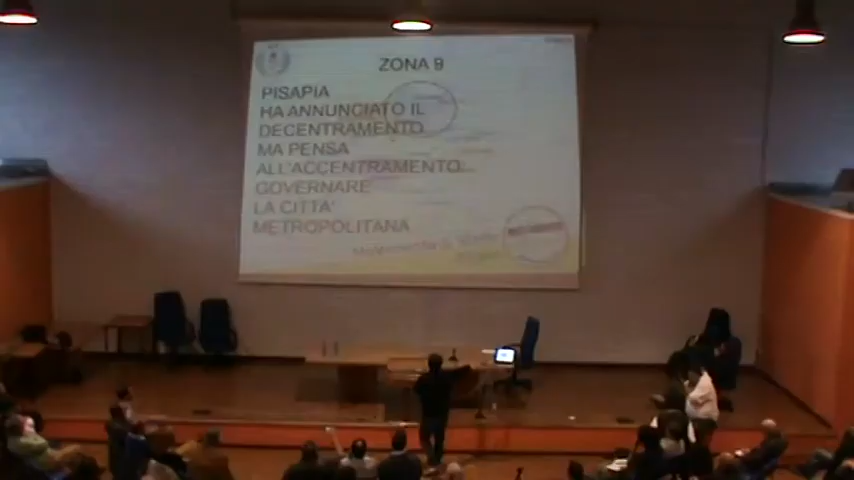 ZONA 9
PISAPIA
HA ANNUNCIATO IL
DECENTRAMENTO
MA PENSA
ALL'ACCENTRAMENTO
GOVERNARE
LA CITTA'
METROPOLITANA